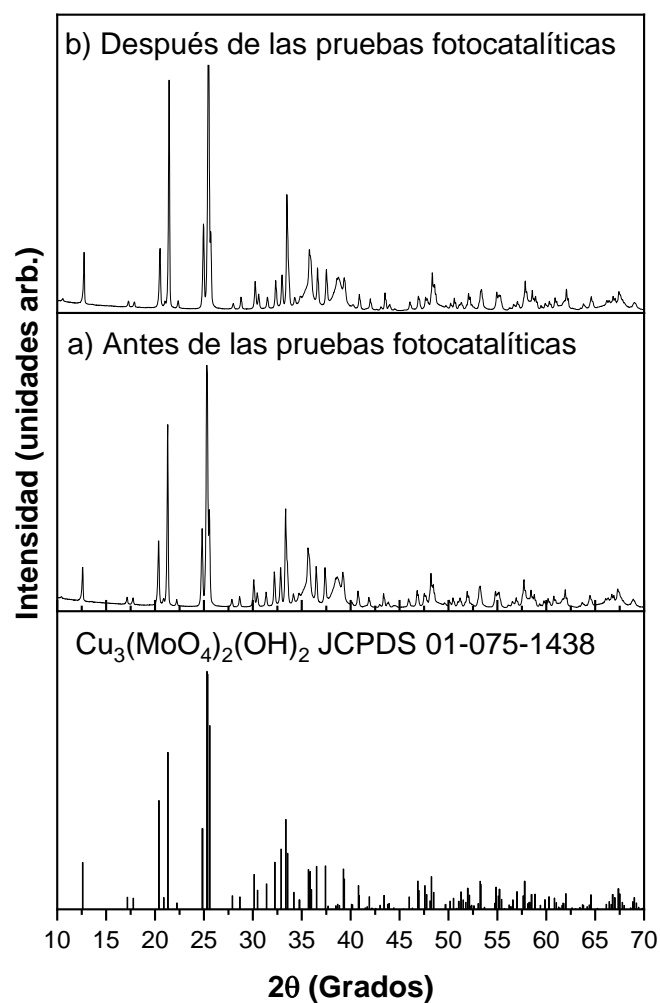 b) Después de las pruebas fotocatalíticas
a) Antes de las pruebas fotocatalíticas
Cu₃(MoO₄)₂(OH)₂ JCPDS 01-075-1438
Intensidad (unidades arb.)
10 15 20 25 30 35 40 45 50 55 60 65 70
2θ (Grados)